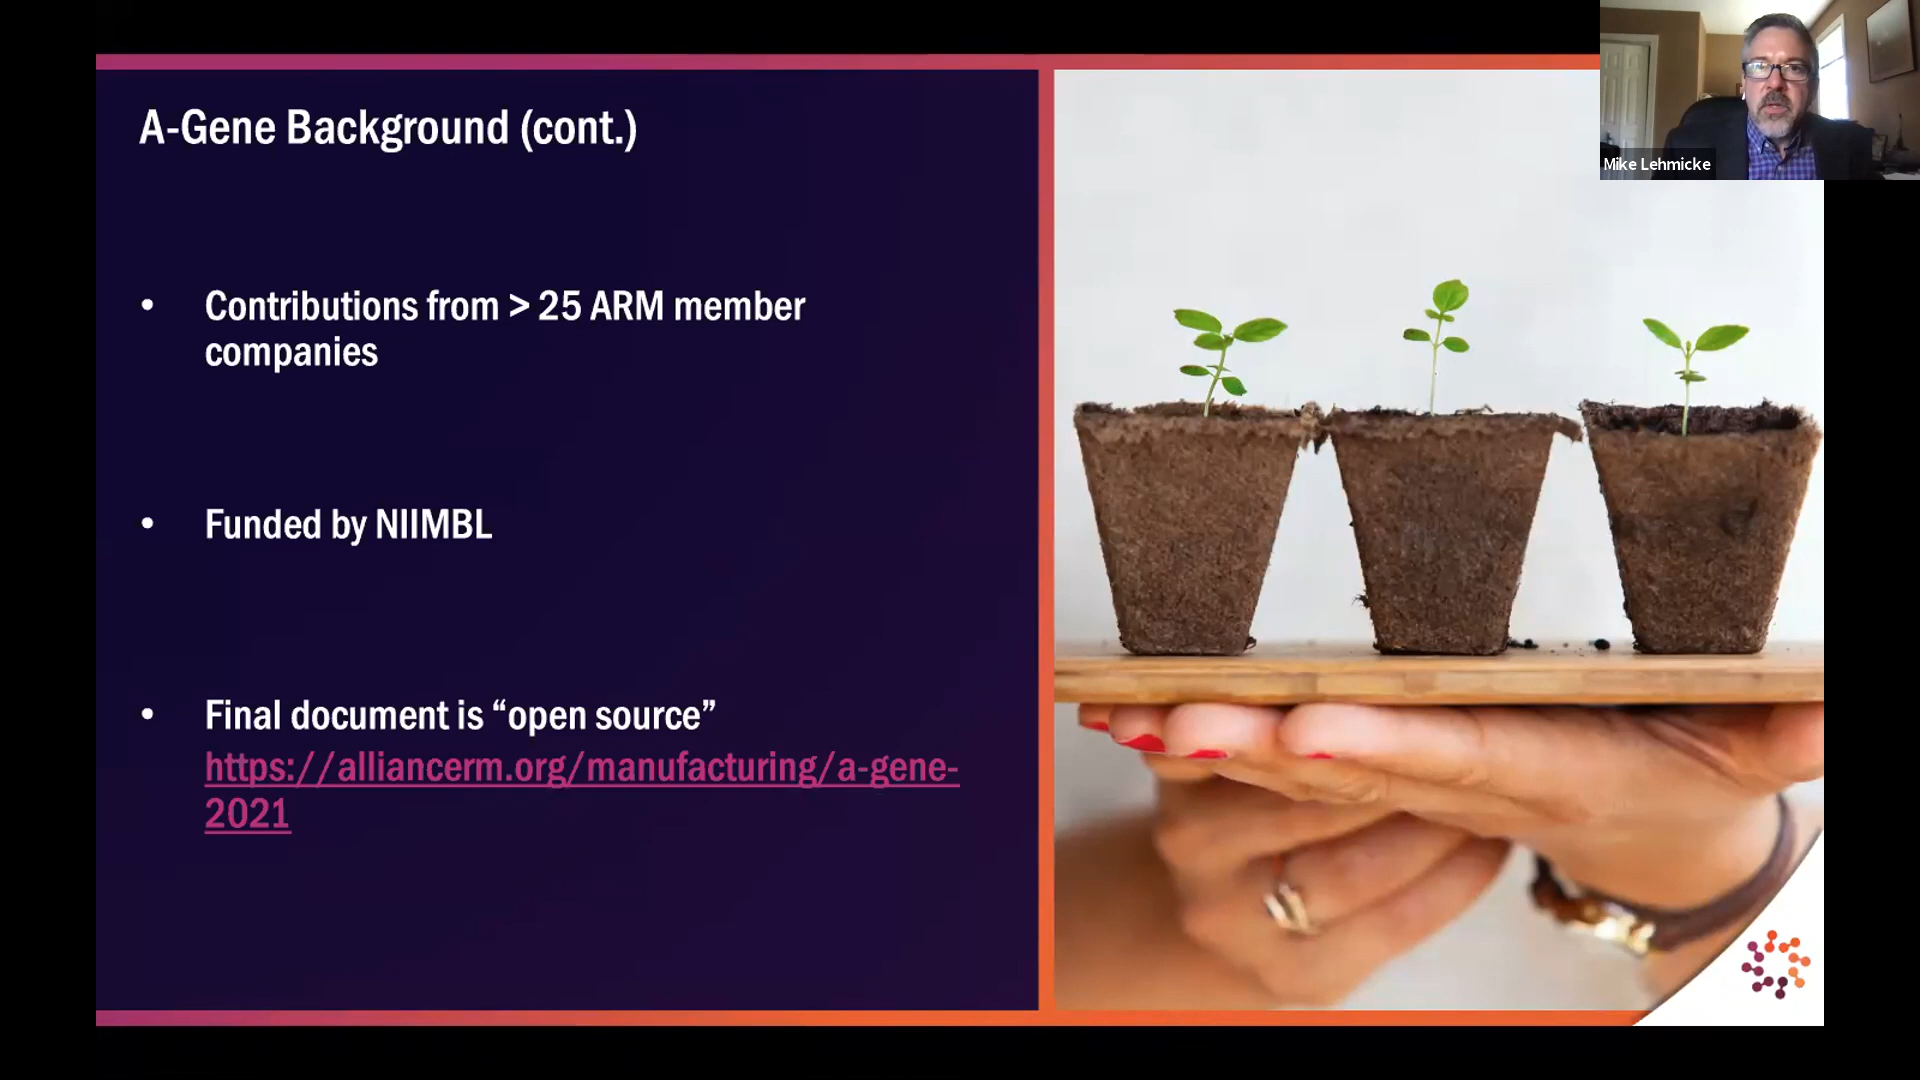 A-Gene Background (cont.)
• Contributions from > 25 ARM member
companies
• Funded by NIIMBL
• Final document is “open source”
https://alliancerm.org/manufacturing/a-gene-
2021
Mike Lehmicke